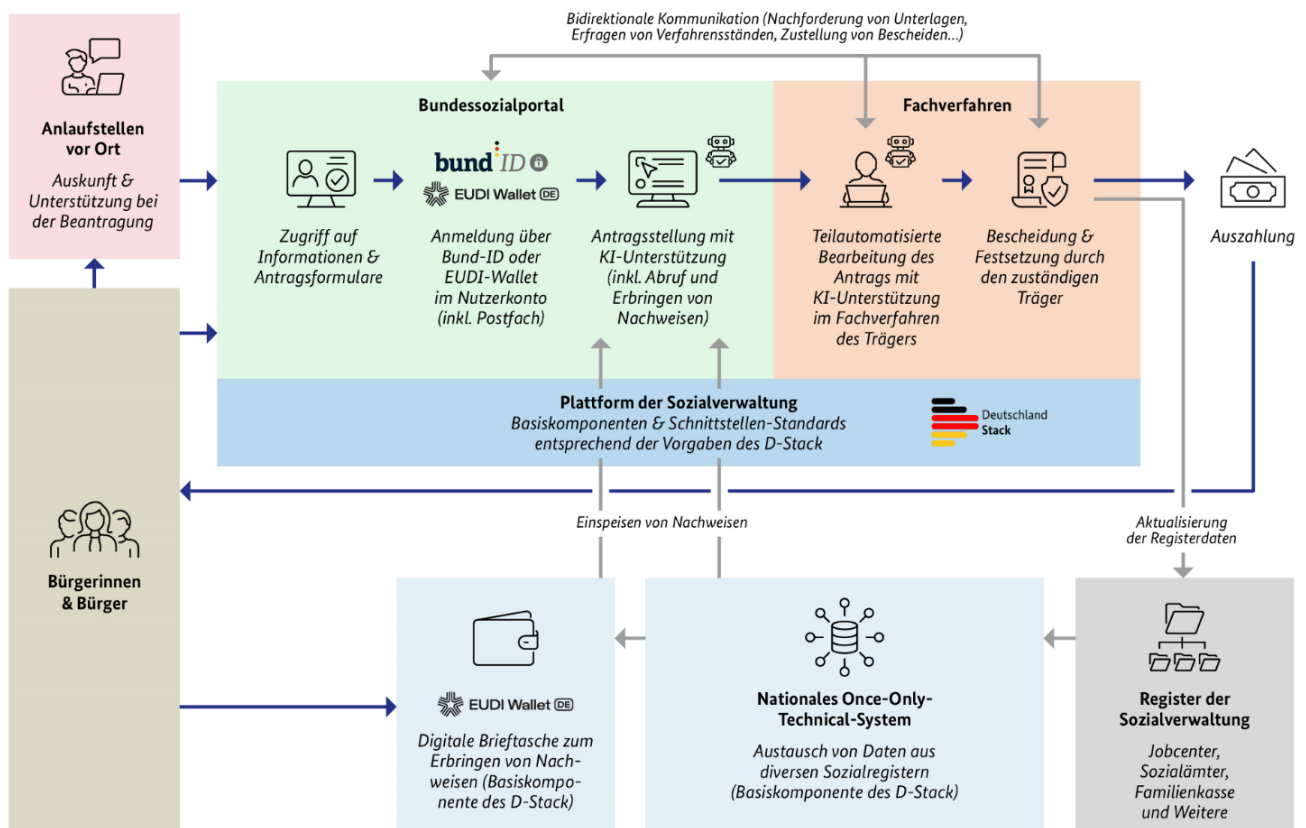 Bidirektionale Kommunikation (Nachforderung von Unterlagen,
Erfragen von Verfahrensständen, Zustellung von Bescheiden...)
Anlaufstellen
vor Ort
Auskunft &
Unterstützung bei
der Beantragung
Bundessozialportal
Zugriff auf
Informationen &
Antragsformulare
bund ID
EUDI Wallet DE
Anmeldung über
Bund-ID oder
EUDI-Wallet
im Nutzerkonto
(inkl. Postfach)
Antragsstellung mit
KI-Unterstützung
(inkl. Abruf und
Erbringen von
Nachweisen)
Fachverfahren
Teilautomatisierte
Bearbeitung des
Antrags mit
KI-Unterstützung
im Fachverfahren
des Trägers
Bescheidung &
Festsetzung durch
den zuständigen
Träger
Auszahlung
Plattform der Sozialverwaltung
Basiskomponenten & Schnittstellen-Standards
entsprechend der Vorgaben des D-Stack
Deutschland
Stack
Bürgerinnen
& Bürger
Einspeisen von Nachweisen
Aktualisierung
der Registerdaten
EUDI Wallet DE
Digitale Brieftasche zum
Erbringen von Nach-
weisen (Basiskompo-
nente des D-Stack)
Nationales Once-Only-
Technical-System
Austausch von Daten aus
diversen Sozialregistern
(Basiskomponente des D-Stack)
Register der
Sozialverwaltung
Jobcenter,
Sozialämter,
Familienkasse
und Weitere